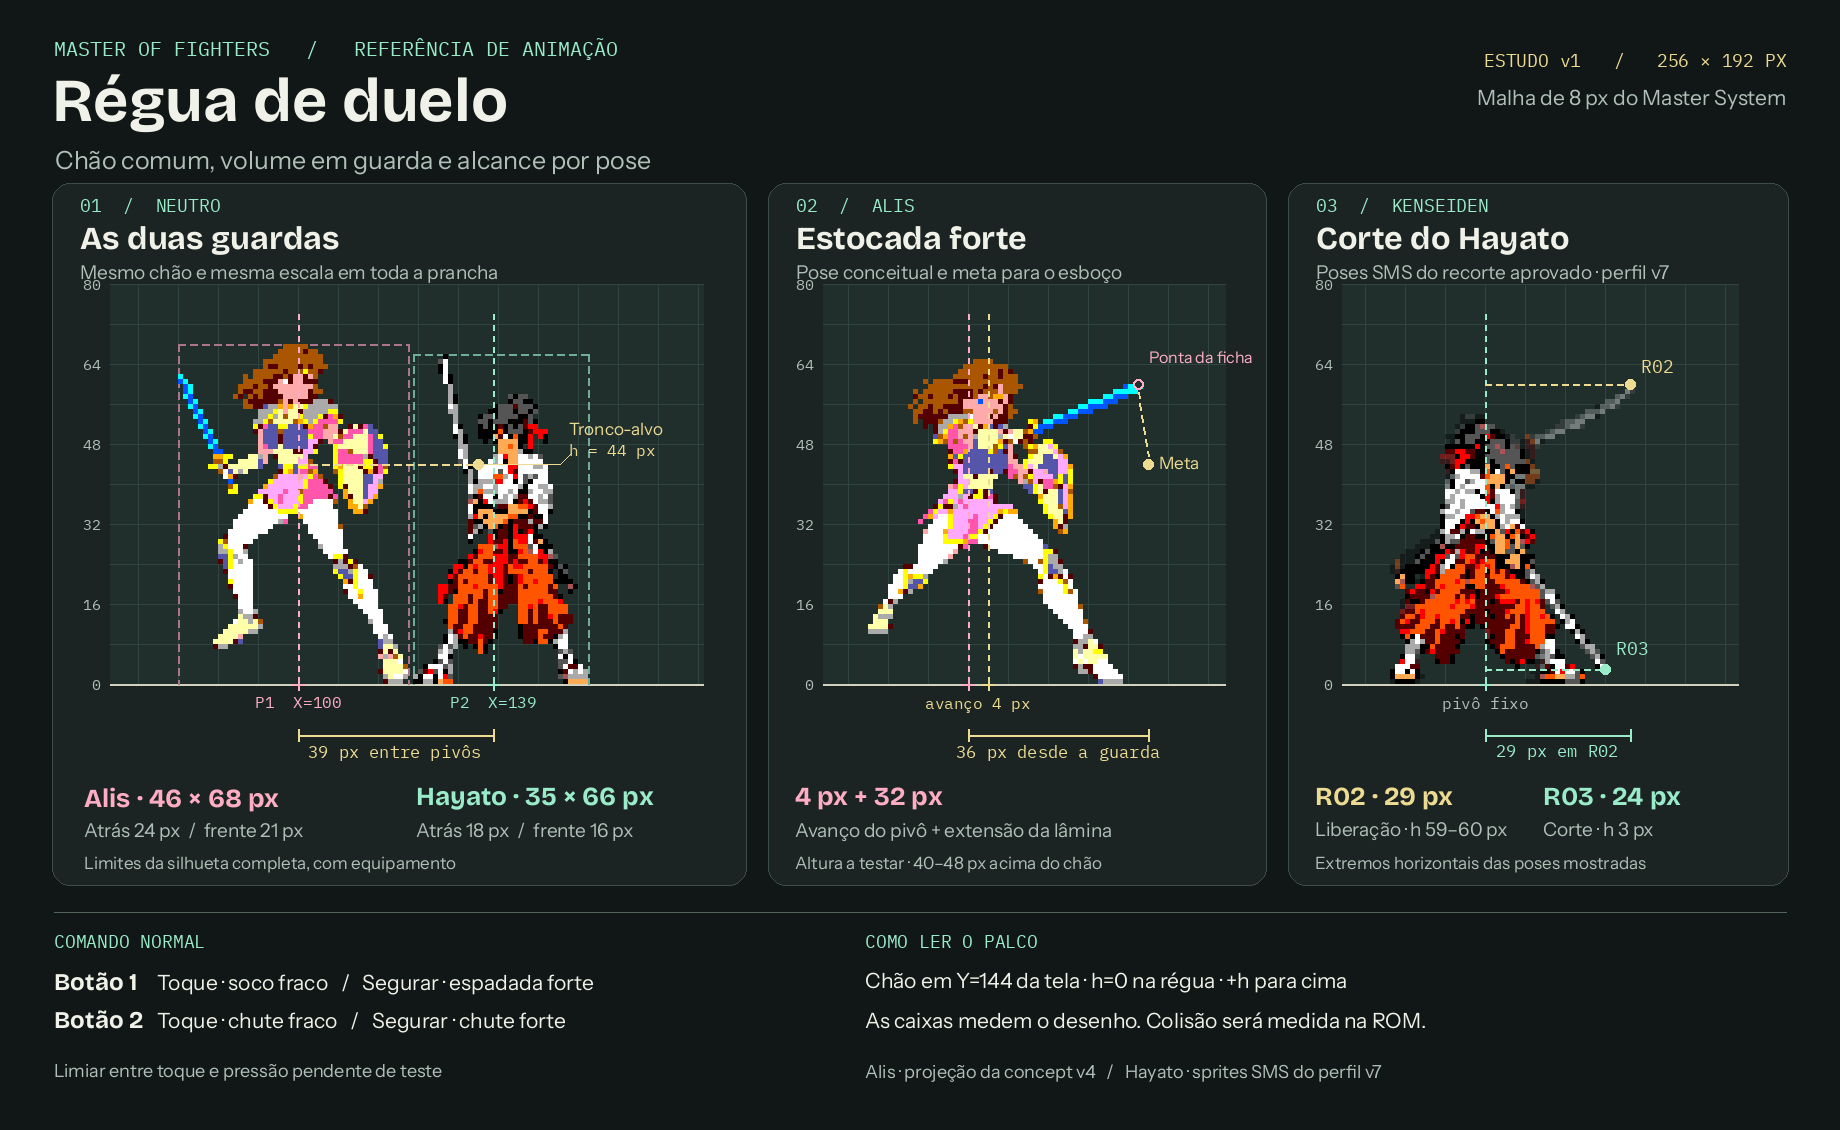 MASTER OF FIGHTERS / REFERÊNCIA DE ANIMAÇÃO
Régua de duelo
Chão comum, volume em guarda e alcance por pose
ESTUDO v1 / 256 × 192 PX
Malha de 8 px do Master System
01 / NEUTRO
As duas guardas
Mesmo chão e mesma escala em toda a prancha
80
64
48
32
16
0
Tronco-alvo
h = 44 px
P1 X=100
P2 X=139
39 px entre pivôs
Alis · 46 × 68 px
Atrás 24 px / frente 21 px
Hayato · 35 × 66 px
Atrás 18 px / frente 16 px
Limites da silhueta completa, com equipamento
02 / ALIS
Estocada forte
Pose conceitual e meta para o esboço
80
64
48
32
16
0
Ponta da ficha
Meta
avanço 4 px
36 px desde a guarda
4 px + 32 px
Avanço do pivô + extensão da lâmina
Altura a testar · 40–48 px acima do chão
03 / KENSEIDEN
Corte do Hayato
Poses SMS do recorte aprovado · perfil v7
80
64
48
32
16
0
R02
R03
pivô fixo
29 px em R02
R02 · 29 px
Liberação · h 59–60 px
R03 · 24 px
Corte · h 3 px
Extremos horizontais das poses mostradas
COMANDO NORMAL
Botão 1 Toque · soco fraco / Segurar · espadada forte
Botão 2 Toque · chute fraco / Segurar · chute forte
Limiar entre toque e pressão pendente de teste
COMO LER O PALCO
Chão em Y=144 da tela · h=0 na régua · +h para cima
As caixas medem o desenho. Colisão será medida na ROM.
Alis · projeção da concept v4 / Hayato · sprites SMS do perfil v7